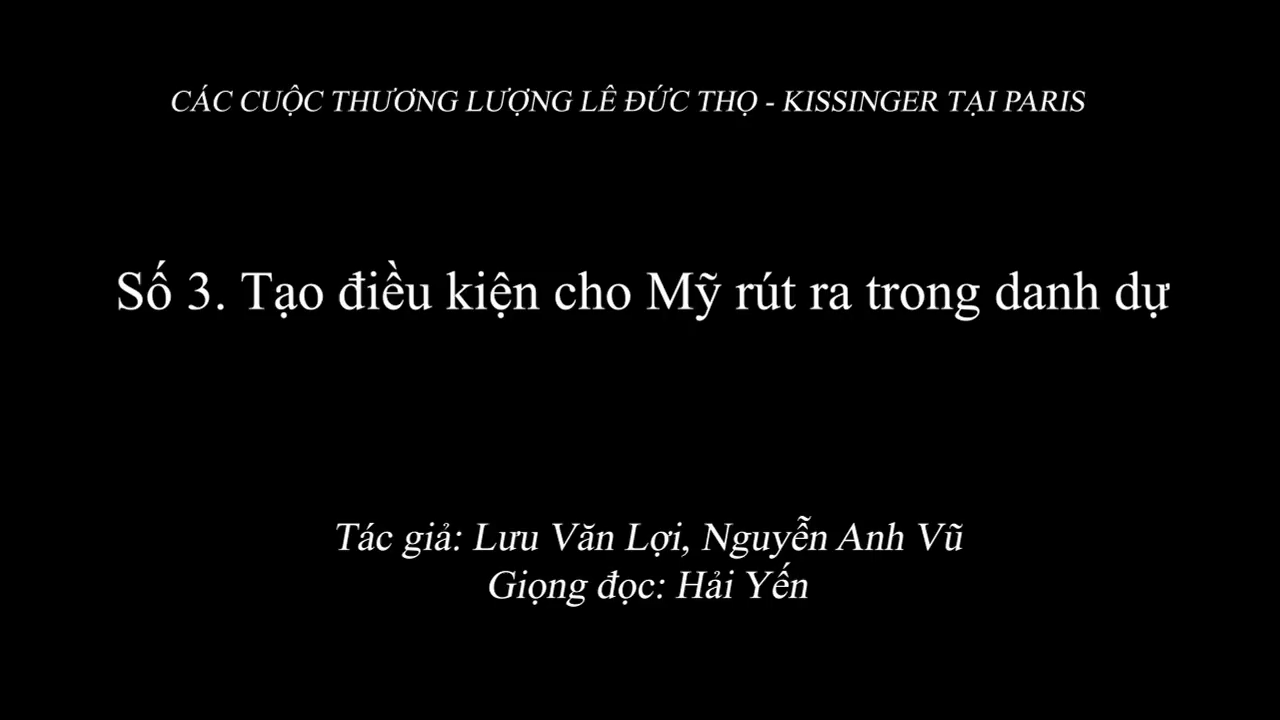 CÁC CUỘC THƯƠNG LƯỢNG LÊ ĐỨC THỌ - KISSINGER TẠI PARIS
Số 3. Tạo điều kiện cho Mỹ rút ra trong danh dự
Tác giả: Lưu Văn Lợi, Nguyễn Anh Vũ
Giọng đọc: Hải Yến